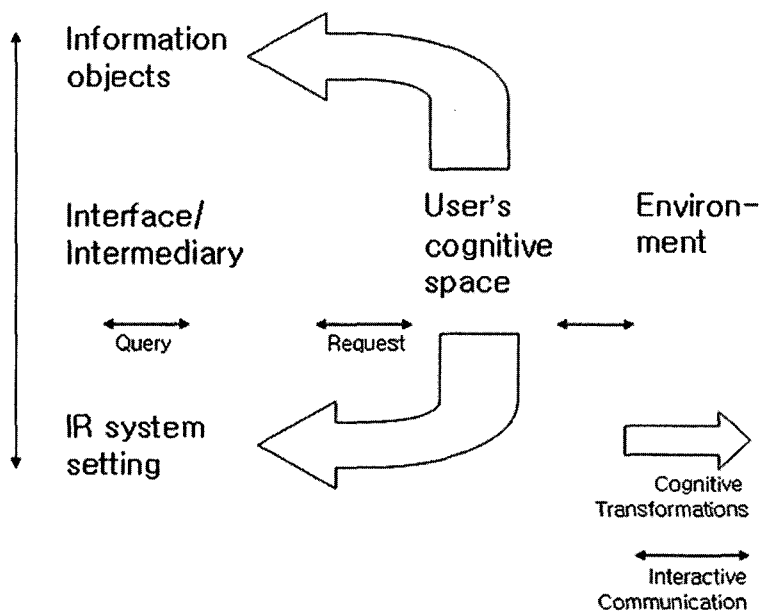 Information
objects
Interface/
Intermediary
User's
cognitive
space
Environ-
ment
Query
Request
IR system
setting
Cognitive
Transformations
Interactive
Communication